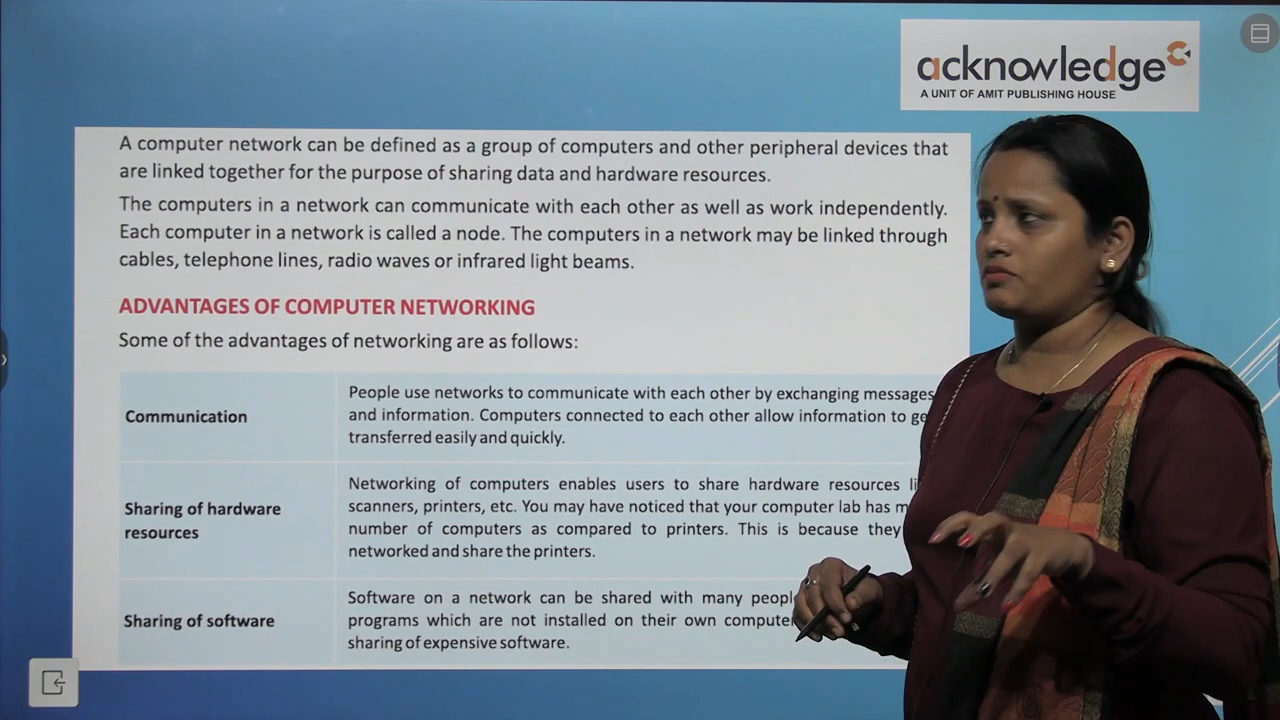 acknowledge
A UNIT OF AMIT PUBLISHING HOUSE
A computer network can be defined as a group of computers and other peripheral devices that
are linked together for the purpose of sharing data and hardware resources.
The computers in a network can communicate with each other as well as work independently.
Each computer in a network is called a node. The computers in a network may be linked through
cables, telephone lines, radio waves or infrared light beams.
ADVANTAGES OF COMPUTER NETWORKING
Some of the advantages of networking are as follows:
Communication
People use networks to communicate with each other by exchanging messages
and information. Computers connected to each other allow information to
transferred easily and quickly.
Sharing of hardware
resources
Networking of computers enables users to share hardware resources
scanners, printers, etc. You may have noticed that your computer lab has
number of computers as compared to printers. This is because they
networked and share the printers.
Sharing of software
Software on a network can be shared with many
programs which are not installed on their own
sharing of expensive software.